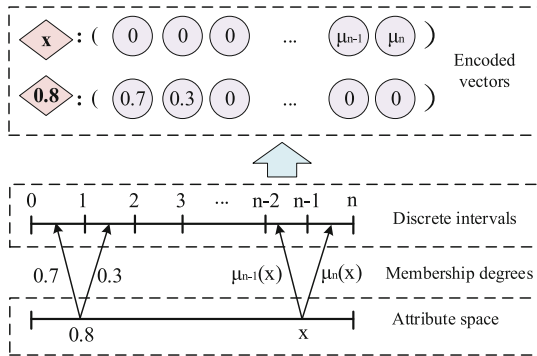 x : ( 0 0 0 ... μn-1 μn )
0.8 : ( 0.7 0.3 0 ... 0 0 )
Encoded
vectors
0 1 2 3 ... n-2 n-1 n
Discrete intervals
0.7 0.3 μn-1(x) μn(x)
Membership degrees
Attribute space
0.8 x